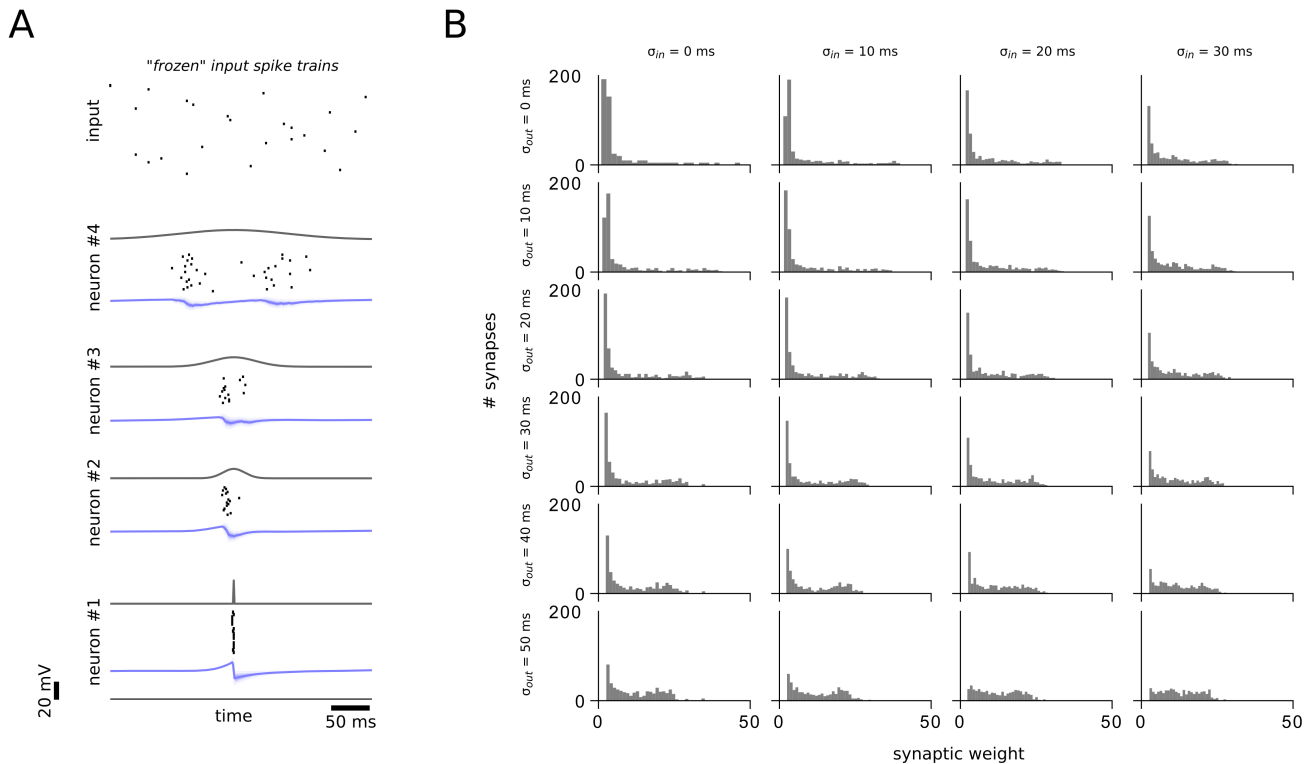 A
"frozen" input spike trains
input
neuron #4
neuron #3
neuron #2
neuron #1
20 mV
time
50 ms
B
σin = 0 ms
σin = 10 ms
σin = 20 ms
σin = 30 ms
# synapses
σout = 0 ms
200
0
σout = 10 ms
200
0
σout = 20 ms
200
0
σout = 30 ms
200
0
σout = 40 ms
200
0
σout = 50 ms
200
0
0 50 0 50 0 50 0 50
synaptic weight